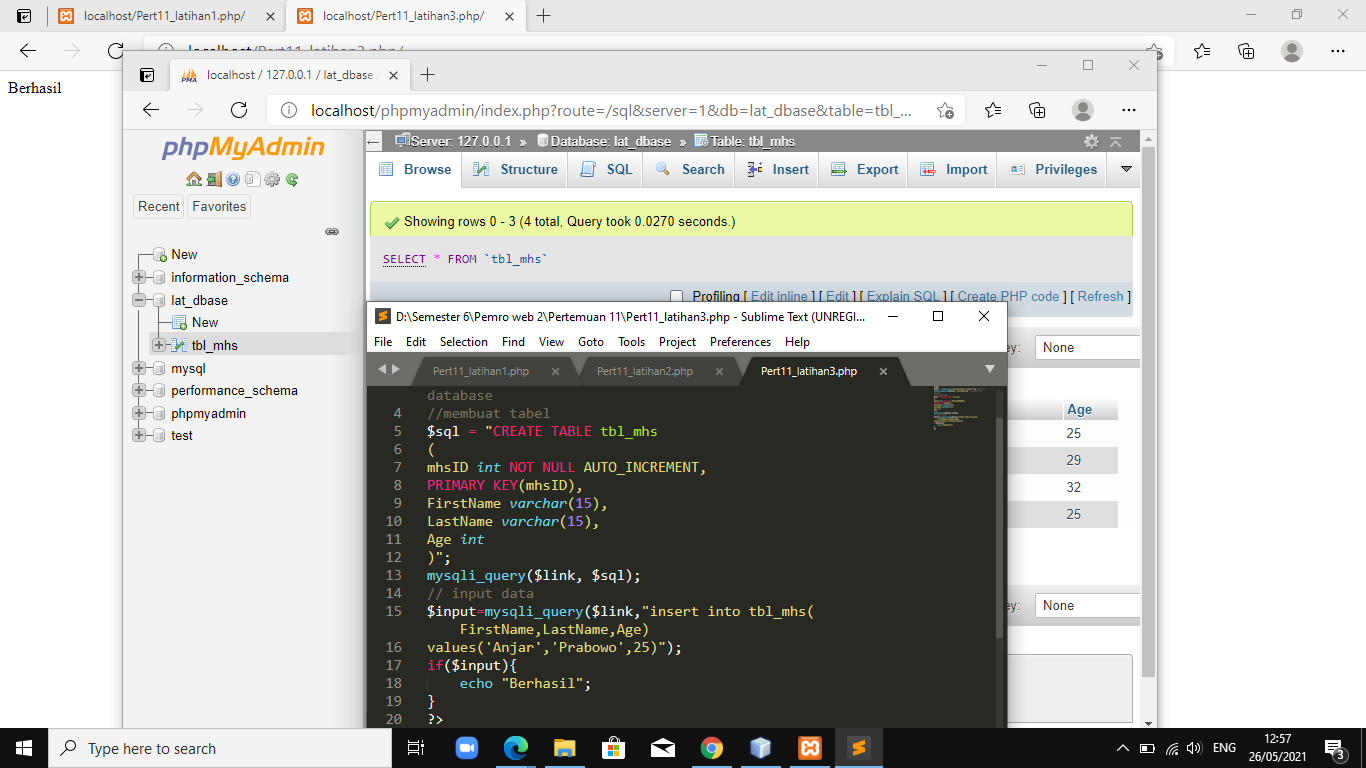 localhost/Pert11_latihan1.php/
localhost/Pert11_latihan3.php/
localhost/Pert11_latihan3.php/
Berhasil
localhost / 127.0.0.1 / lat_dbase
localhost/phpmyadmin/index.php?route=/sql&server=1&db=lat_dbase&table=tbl_...
phpMyAdmin
Recent
Favorites
New
information_schema
lat_dbase
New
tbl_mhs
mysql
performance_schema
phpmyadmin
test
Server: 127.0.0.1 » Database: lat_dbase » Table: tbl_mhs
Browse Structure SQL Search Insert Export Import Privileges
Showing rows 0 - 3 (4 total, Query took 0.0270 seconds.)
SELECT * FROM `tbl_mhs`
Profiling [ Edit inline ] [ Edit ] [ Explain SQL ] [ Create PHP code ] [ Refresh ]
ey: None
Age
25
29
32
25
ey: None
D:\Semester 6\Pemro web 2\Pertemuan 11\Pert11_latihan3.php - Sublime Text (UNREGI...
File Edit Selection Find View Goto Tools Project Preferences Help
Pert11_latihan1.php Pert11_latihan2.php Pert11_latihan3.php
database
4 //membuat tabel
5 $sql = "CREATE TABLE tbl_mhs
6 (
7 mhsID int NOT NULL AUTO_INCREMENT,
8 PRIMARY KEY(mhsID),
9 FirstName varchar(15),
10 LastName varchar(15),
11 Age int
12 )";
13 mysqli_query($link, $sql);
14 // input data
15 $input=mysqli_query($link,"insert into tbl_mhs(
FirstName,LastName,Age)
16 values('Anjar','Prabowo',25)");
17 if($input){
18 echo "Berhasil";
19 }
20 ?>
Type here to search
ENG
12:57
26/05/2021
3